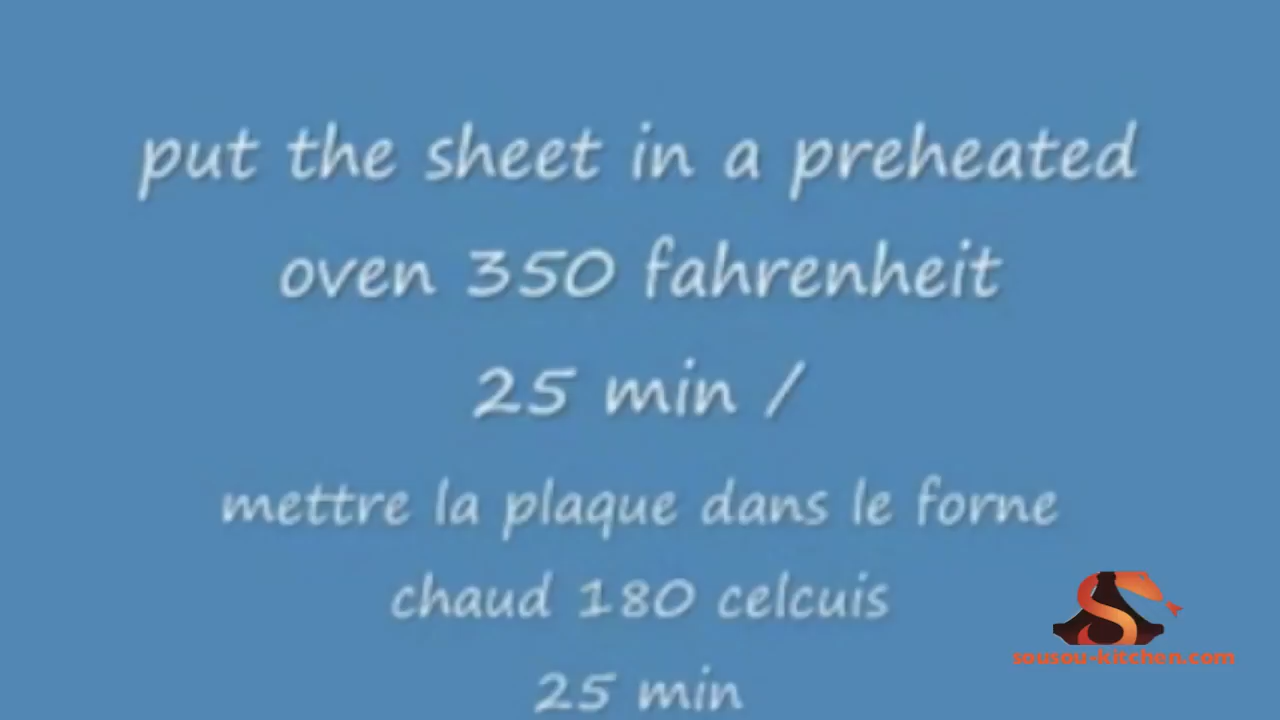 put the sheet in a preheated
oven 350 fahrenheit
25 min /
mettre la plaque dans le forne
chaud 180 celcuis
25 min
sousou-kitchen.com